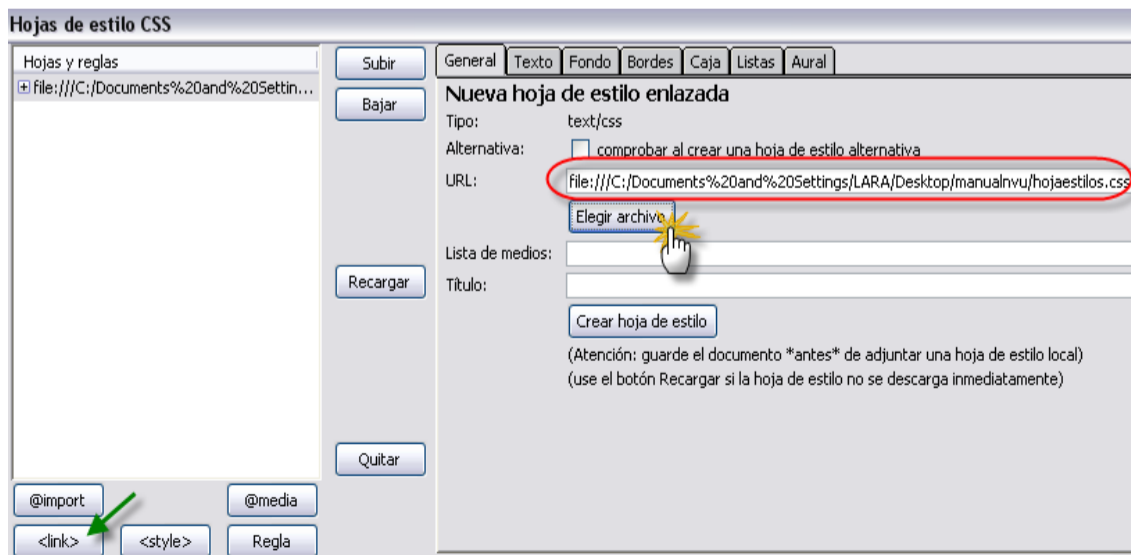 Hojas de estilo CSS
Hojas y reglas
file:///C:/Documents%20and%20Settin...
Subir
Bajar
Recargar
Quitar
@import
@media
<link>
<style>
Regla
General Texto Fondo Bordes Caja Listas Aural
Nueva hoja de estilo enlazada
Tipo: text/css
Alternativa: comprobar al crear una hoja de estilo alternativa
URL: file:///C:/Documents%20and%20Settings/LARA/Desktop/manualnvu/hojaestilos.css
Elegir archivo
Lista de medios:
Título:
Crear hoja de estilo
(Atención: guarde el documento *antes* de adjuntar una hoja de estilo local)
(use el botón Recargar si la hoja de estilo no se descarga inmediatamente)